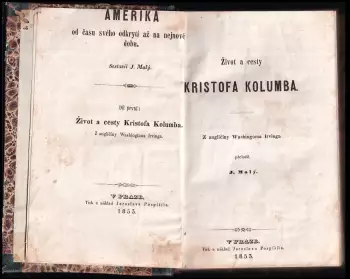 AMERIKA
od času svého odkrytí až na nejnovější
dobu.
Sestavil J. Malý.
Díl první:
Život a cesty Kristofa Kolumba.
Z angličiny Washingtona Irvinga.
V PRAZE.
Tisk a náklad Jaroslava Pospíšila.
1853.
Život a cesty
KRISTOFA KOLUMBA.
Z angličiny Washingtona Irvinga
přeložil
J. Malý.
V PRAZE.
Tisk a náklad Jaroslava Pospíšila.
1853.